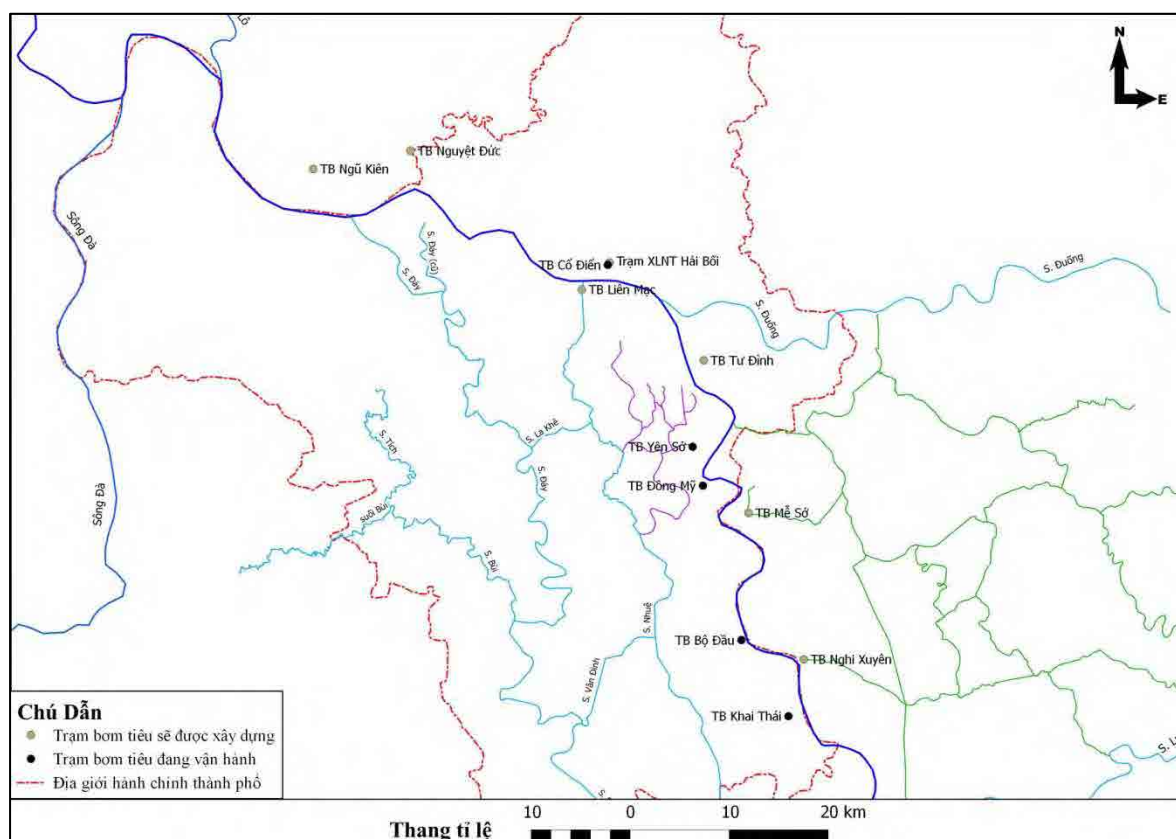 Lô
N
E
TB Nguyệt Đức
TB Ngũ Kiên
Sông Đà
S. Đáy (cũ)
S. Đáy
TB Cổ Điển
Trạm XLNT Hải Bối
TB Liên Mạc
S. Đuống
S. Đuống
TB Tư Đình
S. La Khê
S. Tích
TB Yên Sở
S. Đáy
TB Đông Mỹ
Sông Đà
TB Mễ Sở
suối Bùi
S. Bùi
S. Nhuệ
TB Bộ Đầu
TB Nghi Xuyên
S. Vân Đình
TB Khai Thái
Chú Dẫn
Trạm bơm tiêu sẽ được xây dựng
Trạm bơm tiêu đang vận hành
Địa giới hành chính thành phố
10 0 10 20 km
Thang tỉ lệ